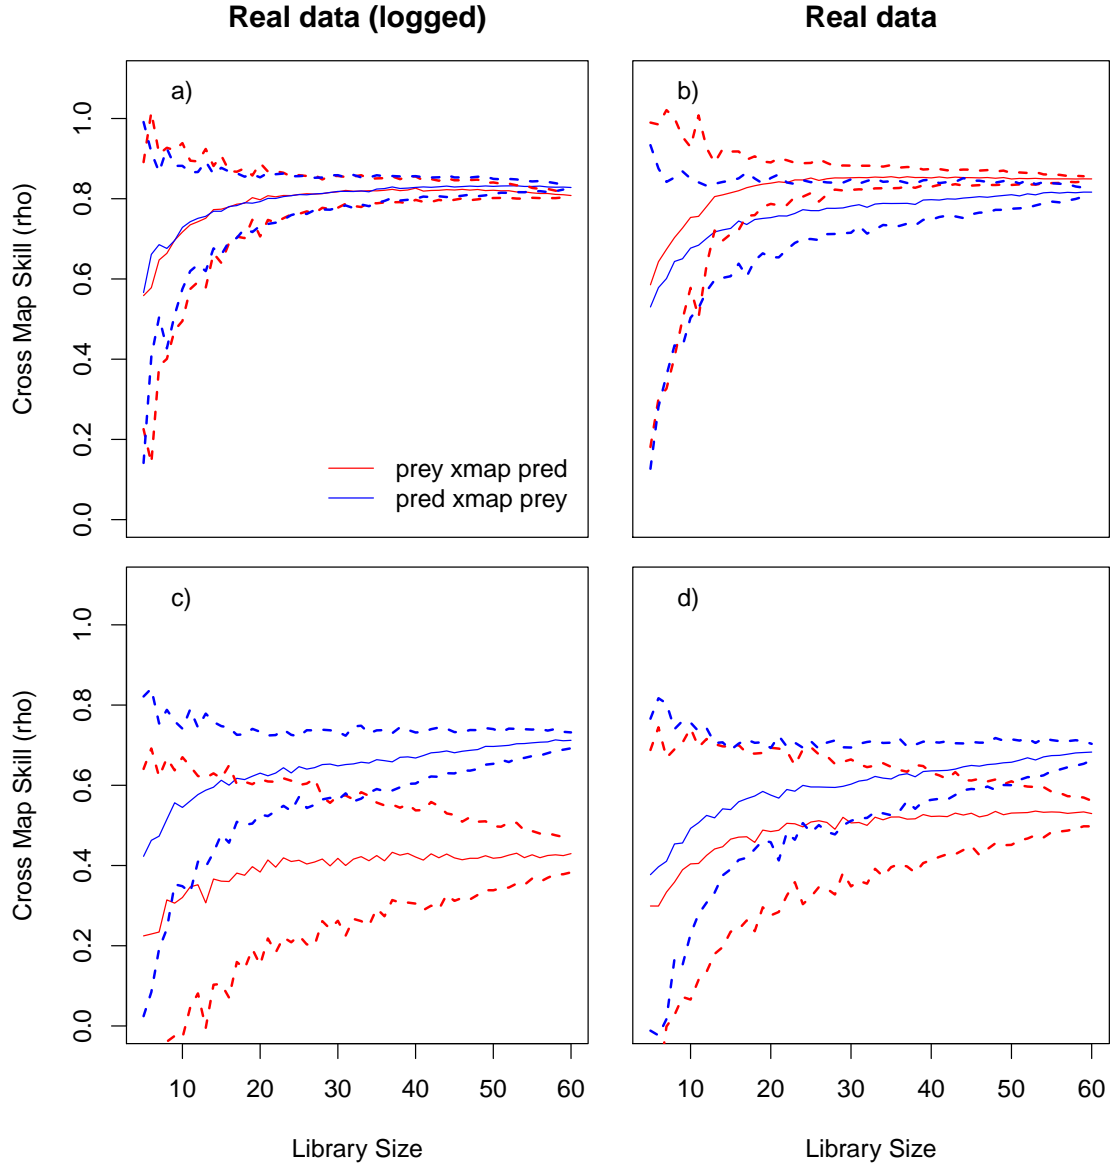 Real data (logged)
Real data
a)
b)
Cross Map Skill (rho)
1.0
0.8
0.6
0.4
0.2
0.0
prey xmap pred
pred xmap prey
c)
d)
Cross Map Skill (rho)
1.0
0.8
0.6
0.4
0.2
0.0
10 20 30 40 50 60
10 20 30 40 50 60
Library Size
Library Size